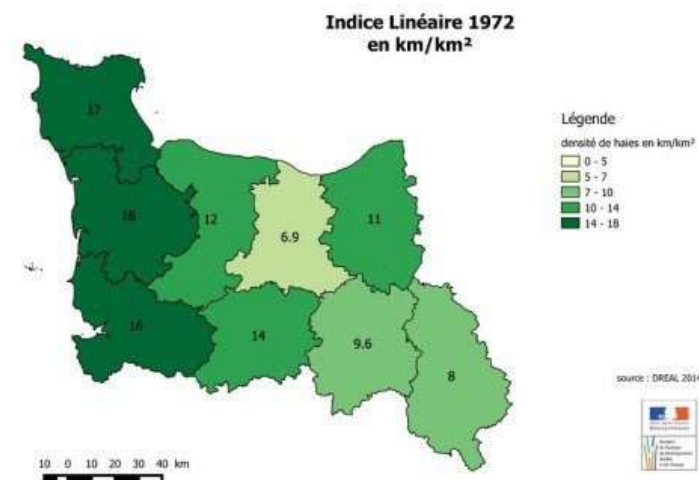 Indice Linéaire 1972
en km/km²
Légende
densité de haies en km/km²
0 - 5
5 - 7
7 - 10
10 - 14
14 - 18
17
18
12
6.9
11
16
14
9.6
8
source : DREAL 2014
10 0 10 20 30 40 km